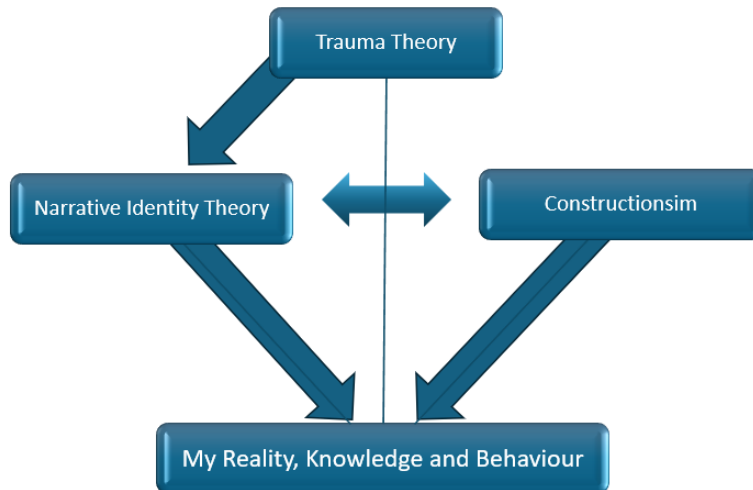 Trauma Theory
Narrative Identity Theory
Constructionsim
My Reality, Knowledge and Behaviour